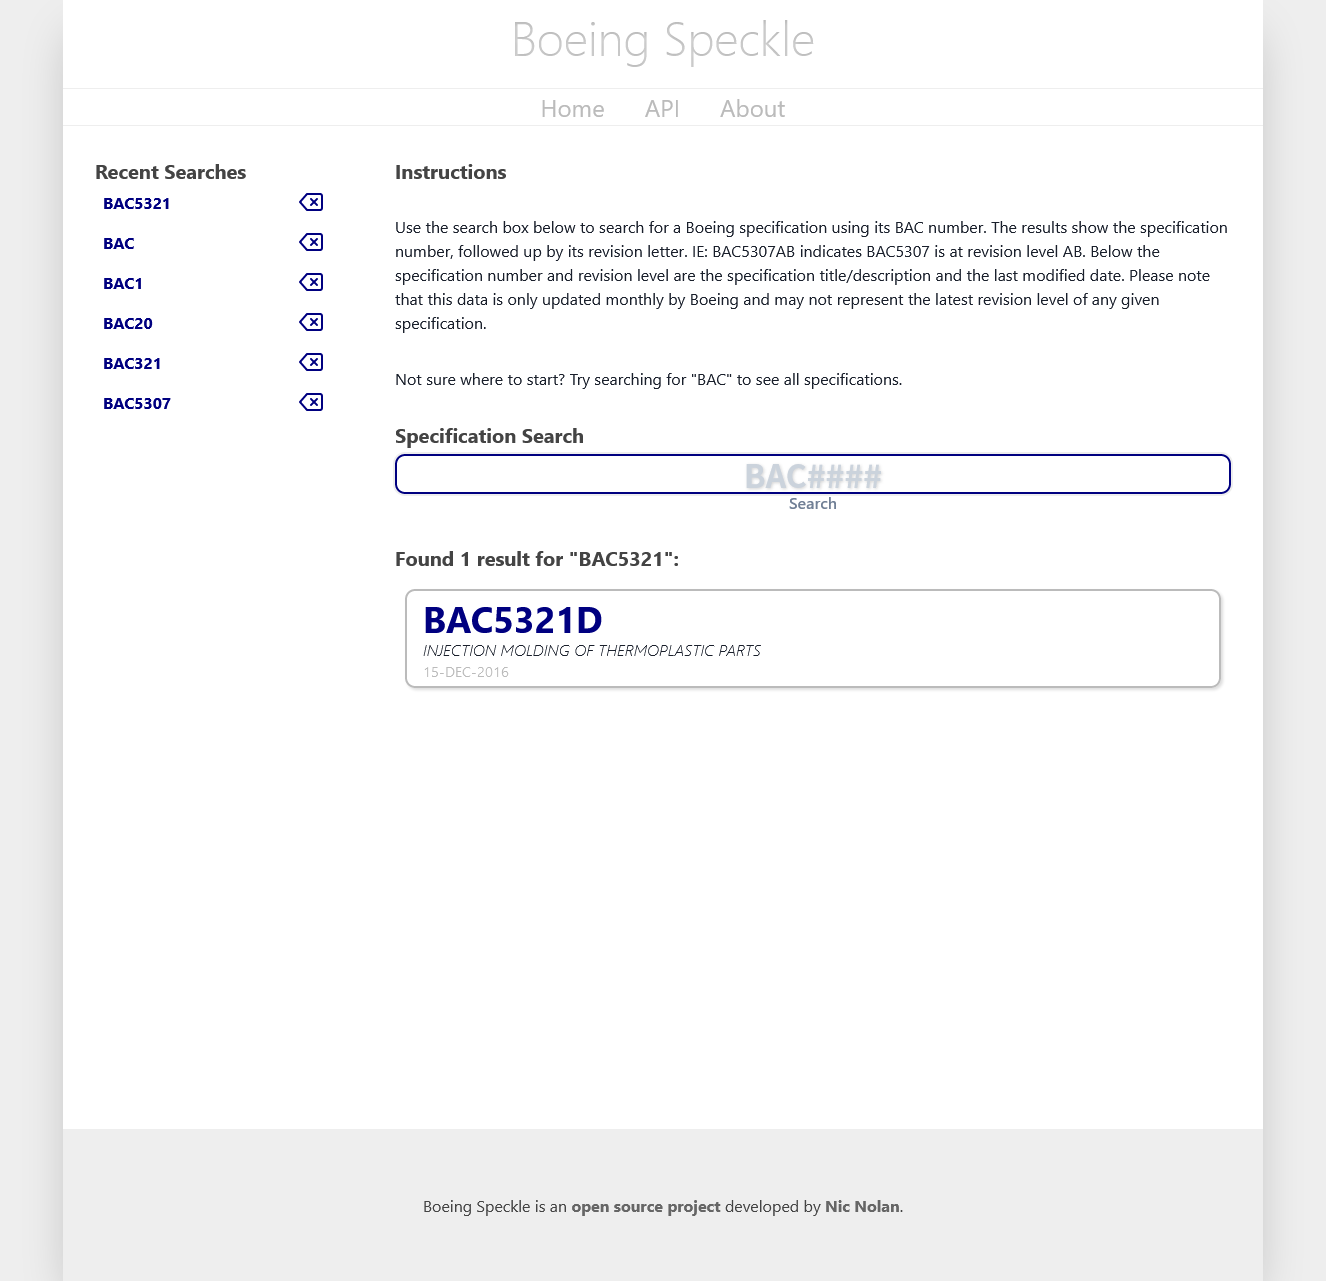 Boeing Speckle
Home API About
Recent Searches
BAC5321
BAC
BAC1
BAC20
BAC321
BAC5307
Instructions
Use the search box below to search for a Boeing specification using its BAC number. The results show the specification
number, followed up by its revision letter. IE: BAC5307AB indicates BAC5307 is at revision level AB. Below the
specification number and revision level are the specification title/description and the last modified date. Please note
that this data is only updated monthly by Boeing and may not represent the latest revision level of any given
specification.
Not sure where to start? Try searching for "BAC" to see all specifications.
Specification Search
BAC####
Search
Found 1 result for "BAC5321":
BAC5321D
INJECTION MOLDING OF THERMOPLASTIC PARTS
15-DEC-2016
Boeing Speckle is an open source project developed by Nic Nolan.